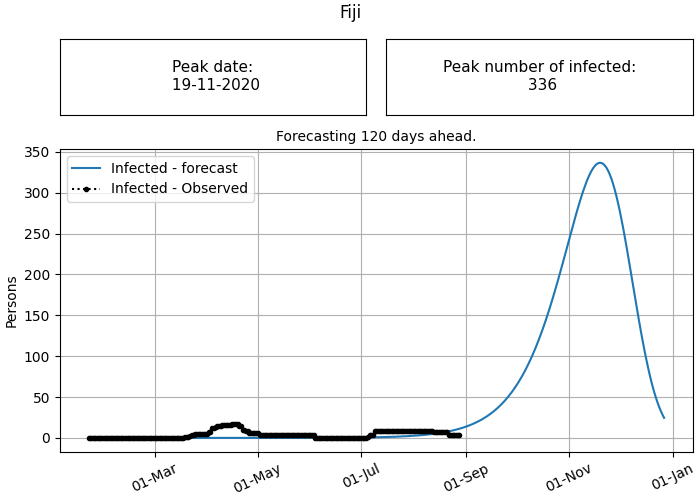 Fiji
Peak date:
19-11-2020
Peak number of infected:
336
Forecasting 120 days ahead.
Infected - forecast
Infected - Observed
Persons
350
300
250
200
150
100
50
0
01-Mar
01-May
01-Jul
01-Sep
01-Nov
01-Jan